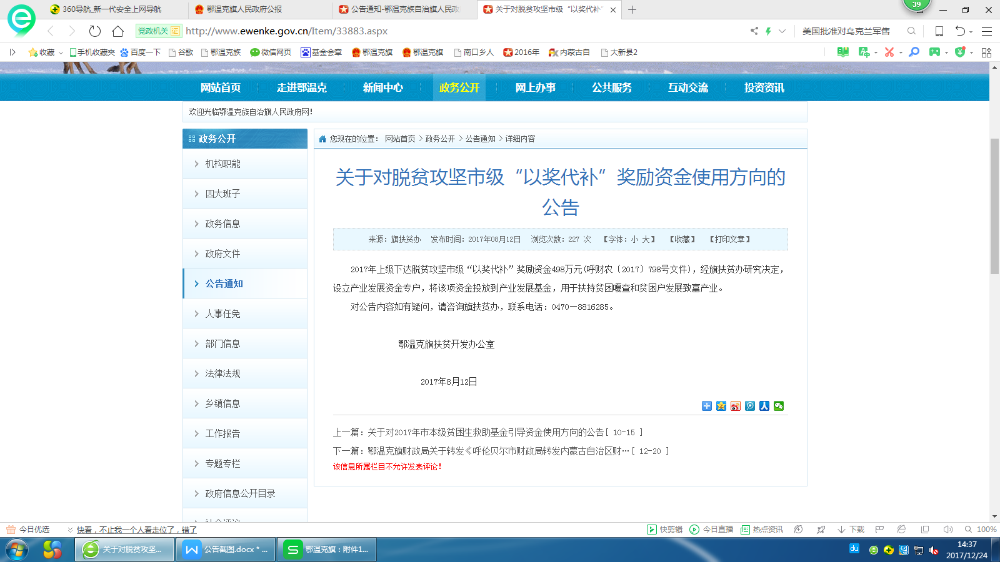 360导航_新一代安全上网导航
鄂温克旗人民政府公报
公告通知-鄂温克族自治旗人民政
关于对脱贫攻坚市级“以奖代补”
39
党政机关 证
http://www.ewenke.gov.cn/Item/33883.aspx
美国批准对乌克兰军售
收藏
手机收藏夹
百度一下
谷歌
鄂温克族
微信网页
基金会章
鄂温克旗
鄂温克旗
南口乡人
2016年
内蒙古自
大新县2
网站首页
走进鄂温克
新闻中心
政务公开
网上办事
公共服务
互动交流
投资资讯
欢迎光临鄂温克族自治旗人民政府网!
政务公开
机构职能
四大班子
政务信息
政府文件
公告通知
人事任免
部门信息
法律法规
乡镇信息
工作报告
专题专栏
政府信息公开目录
您现在的位置: 网站首页 > 政务公开 > 公告通知 > 详细内容
关于对脱贫攻坚市级“以奖代补”奖励资金使用方向的
公告
来源: 旗扶贫办 发布时间: 2017年08月12日 浏览次数: 227 次 【字体: 小 大】 【收藏】 【打印文章】
2017年上级下达脱贫攻坚市级“以奖代补”奖励资金498万元(呼财农〔2017〕798号文件), 经旗扶贫办研究决定,
设立产业发展资金专户, 将该项资金投放到产业发展基金, 用于扶持贫困嘎查和贫困户发展致富产业。
对公告内容如有疑问, 请咨询旗扶贫办, 联系电话: 0470—8816285。
鄂温克旗扶贫开发办公室
2017年8月12日
上一篇: 关于对2017年市本级贫困生救助基金引导资金使用方向的公告[ 10-15 ]
下一篇: 鄂温克旗财政局关于转发《呼伦贝尔市财政局转发内蒙古自治区财…[ 12-20 ]
该信息所属栏目不允许发表评论!
今日优选
快看，不止我一个人看走位了，错了
快剪辑
今日直播
热点资讯
下载
100%
关于对脱贫攻坚...
公告截图.docx * ...
鄂温克旗：附件1...
du
14:37
2017/12/24